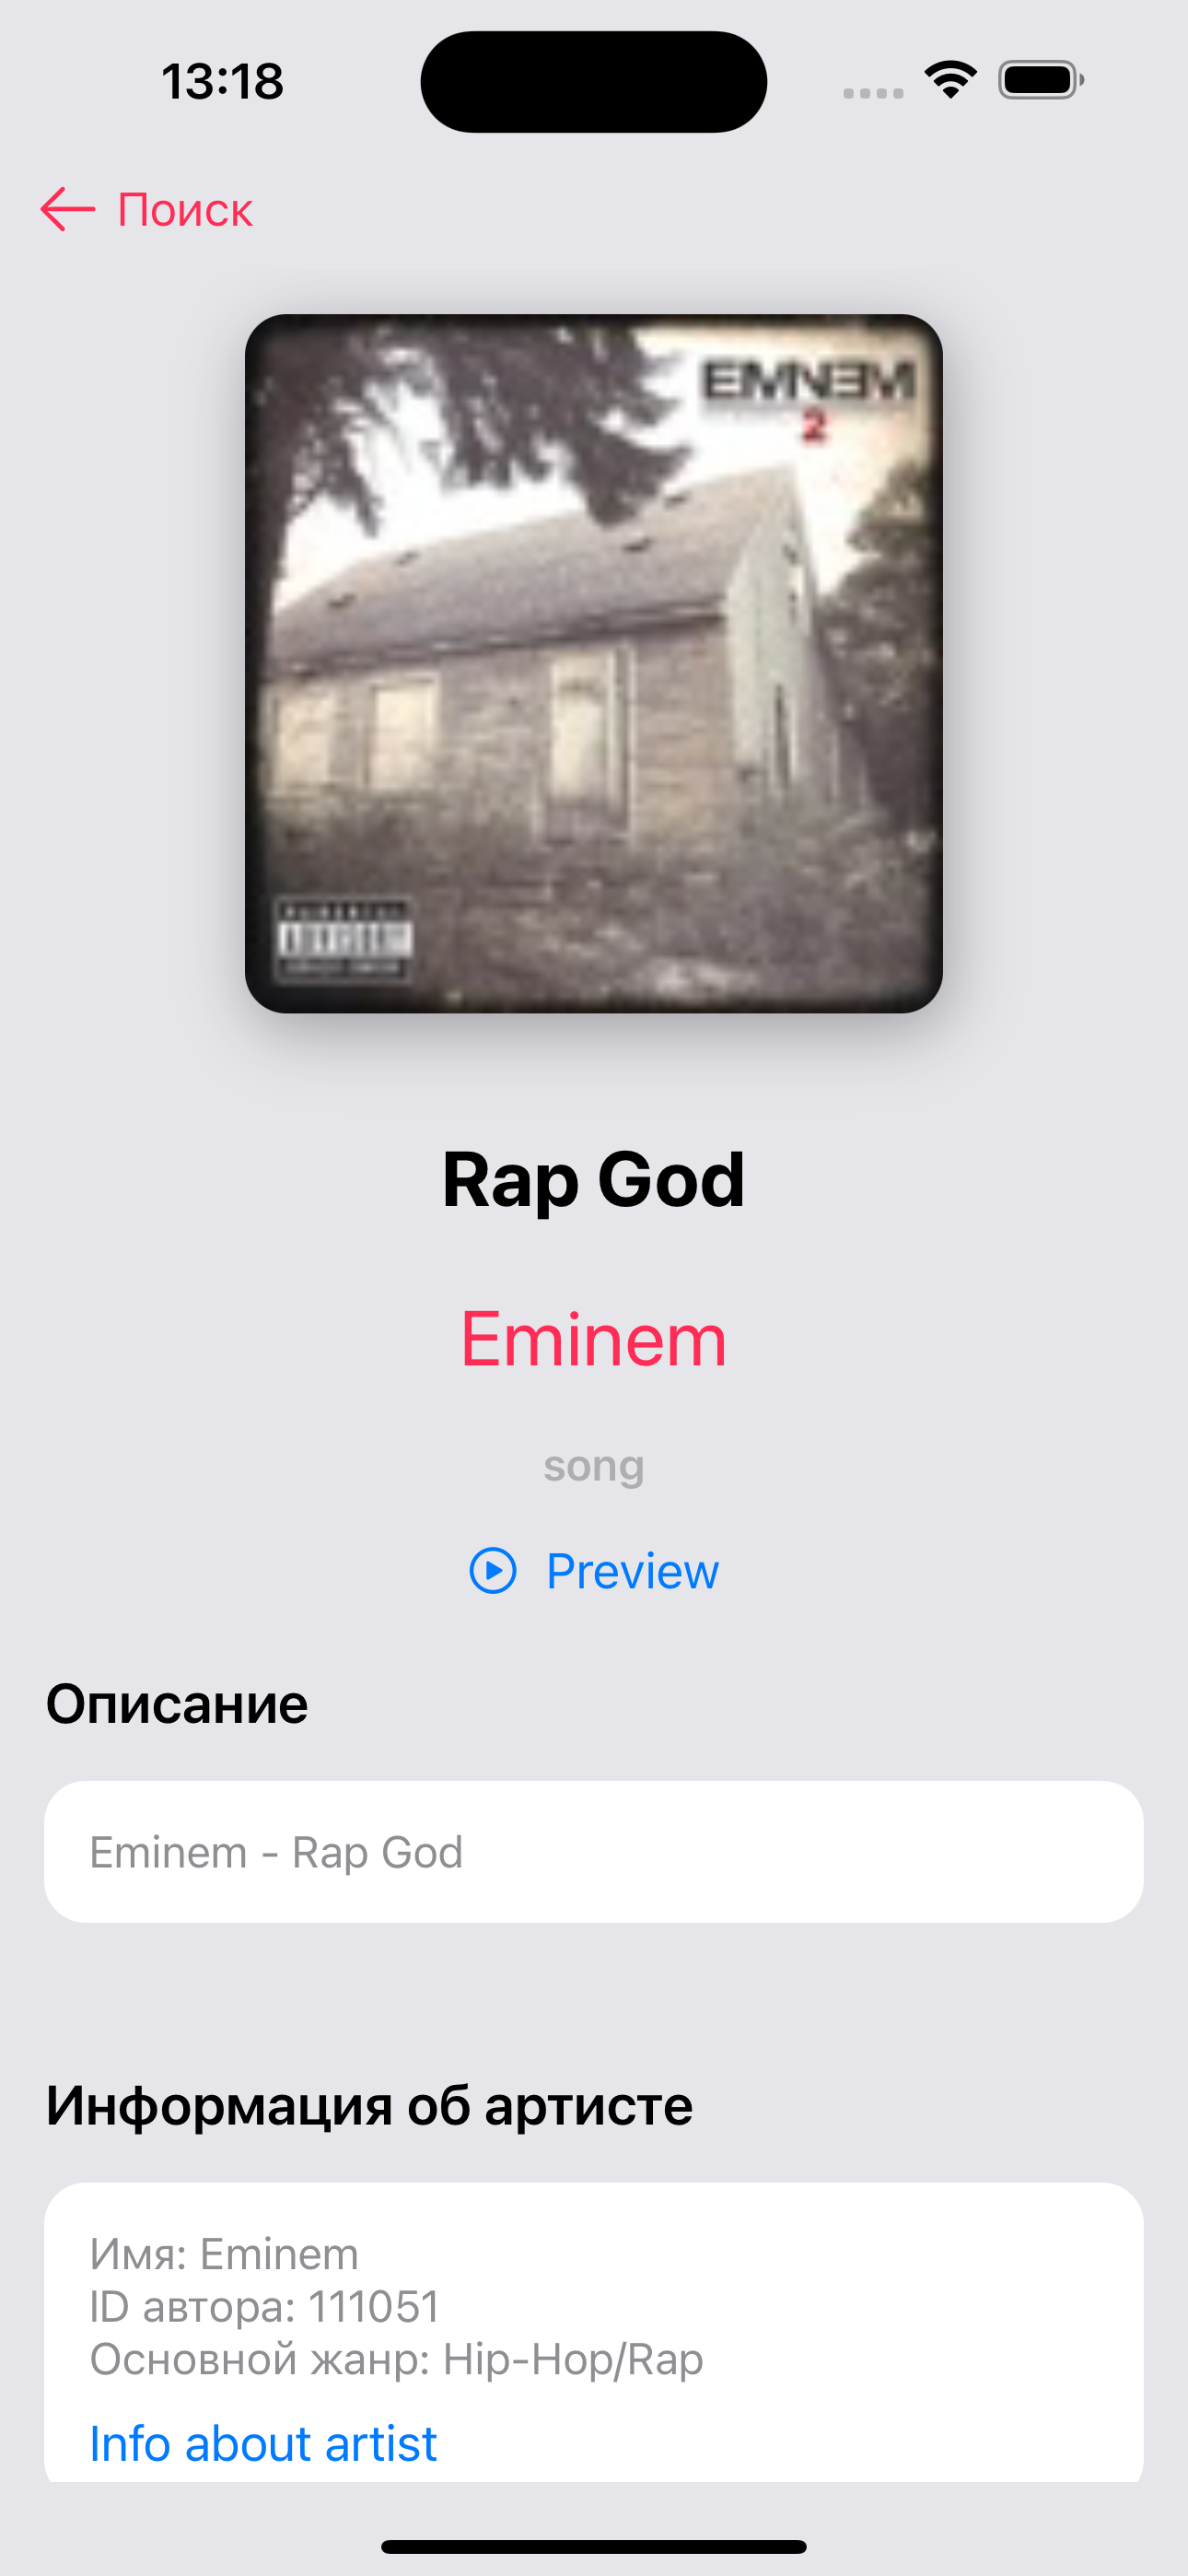 13:18
Поиск
EMINEM
2
ADVISORY
Rap God
Eminem
song
Preview
Описание
Eminem - Rap God
Информация об артисте
Имя: Eminem
ID автора: 111051
Основной жанр: Hip-Hop/Rap
Info about artist